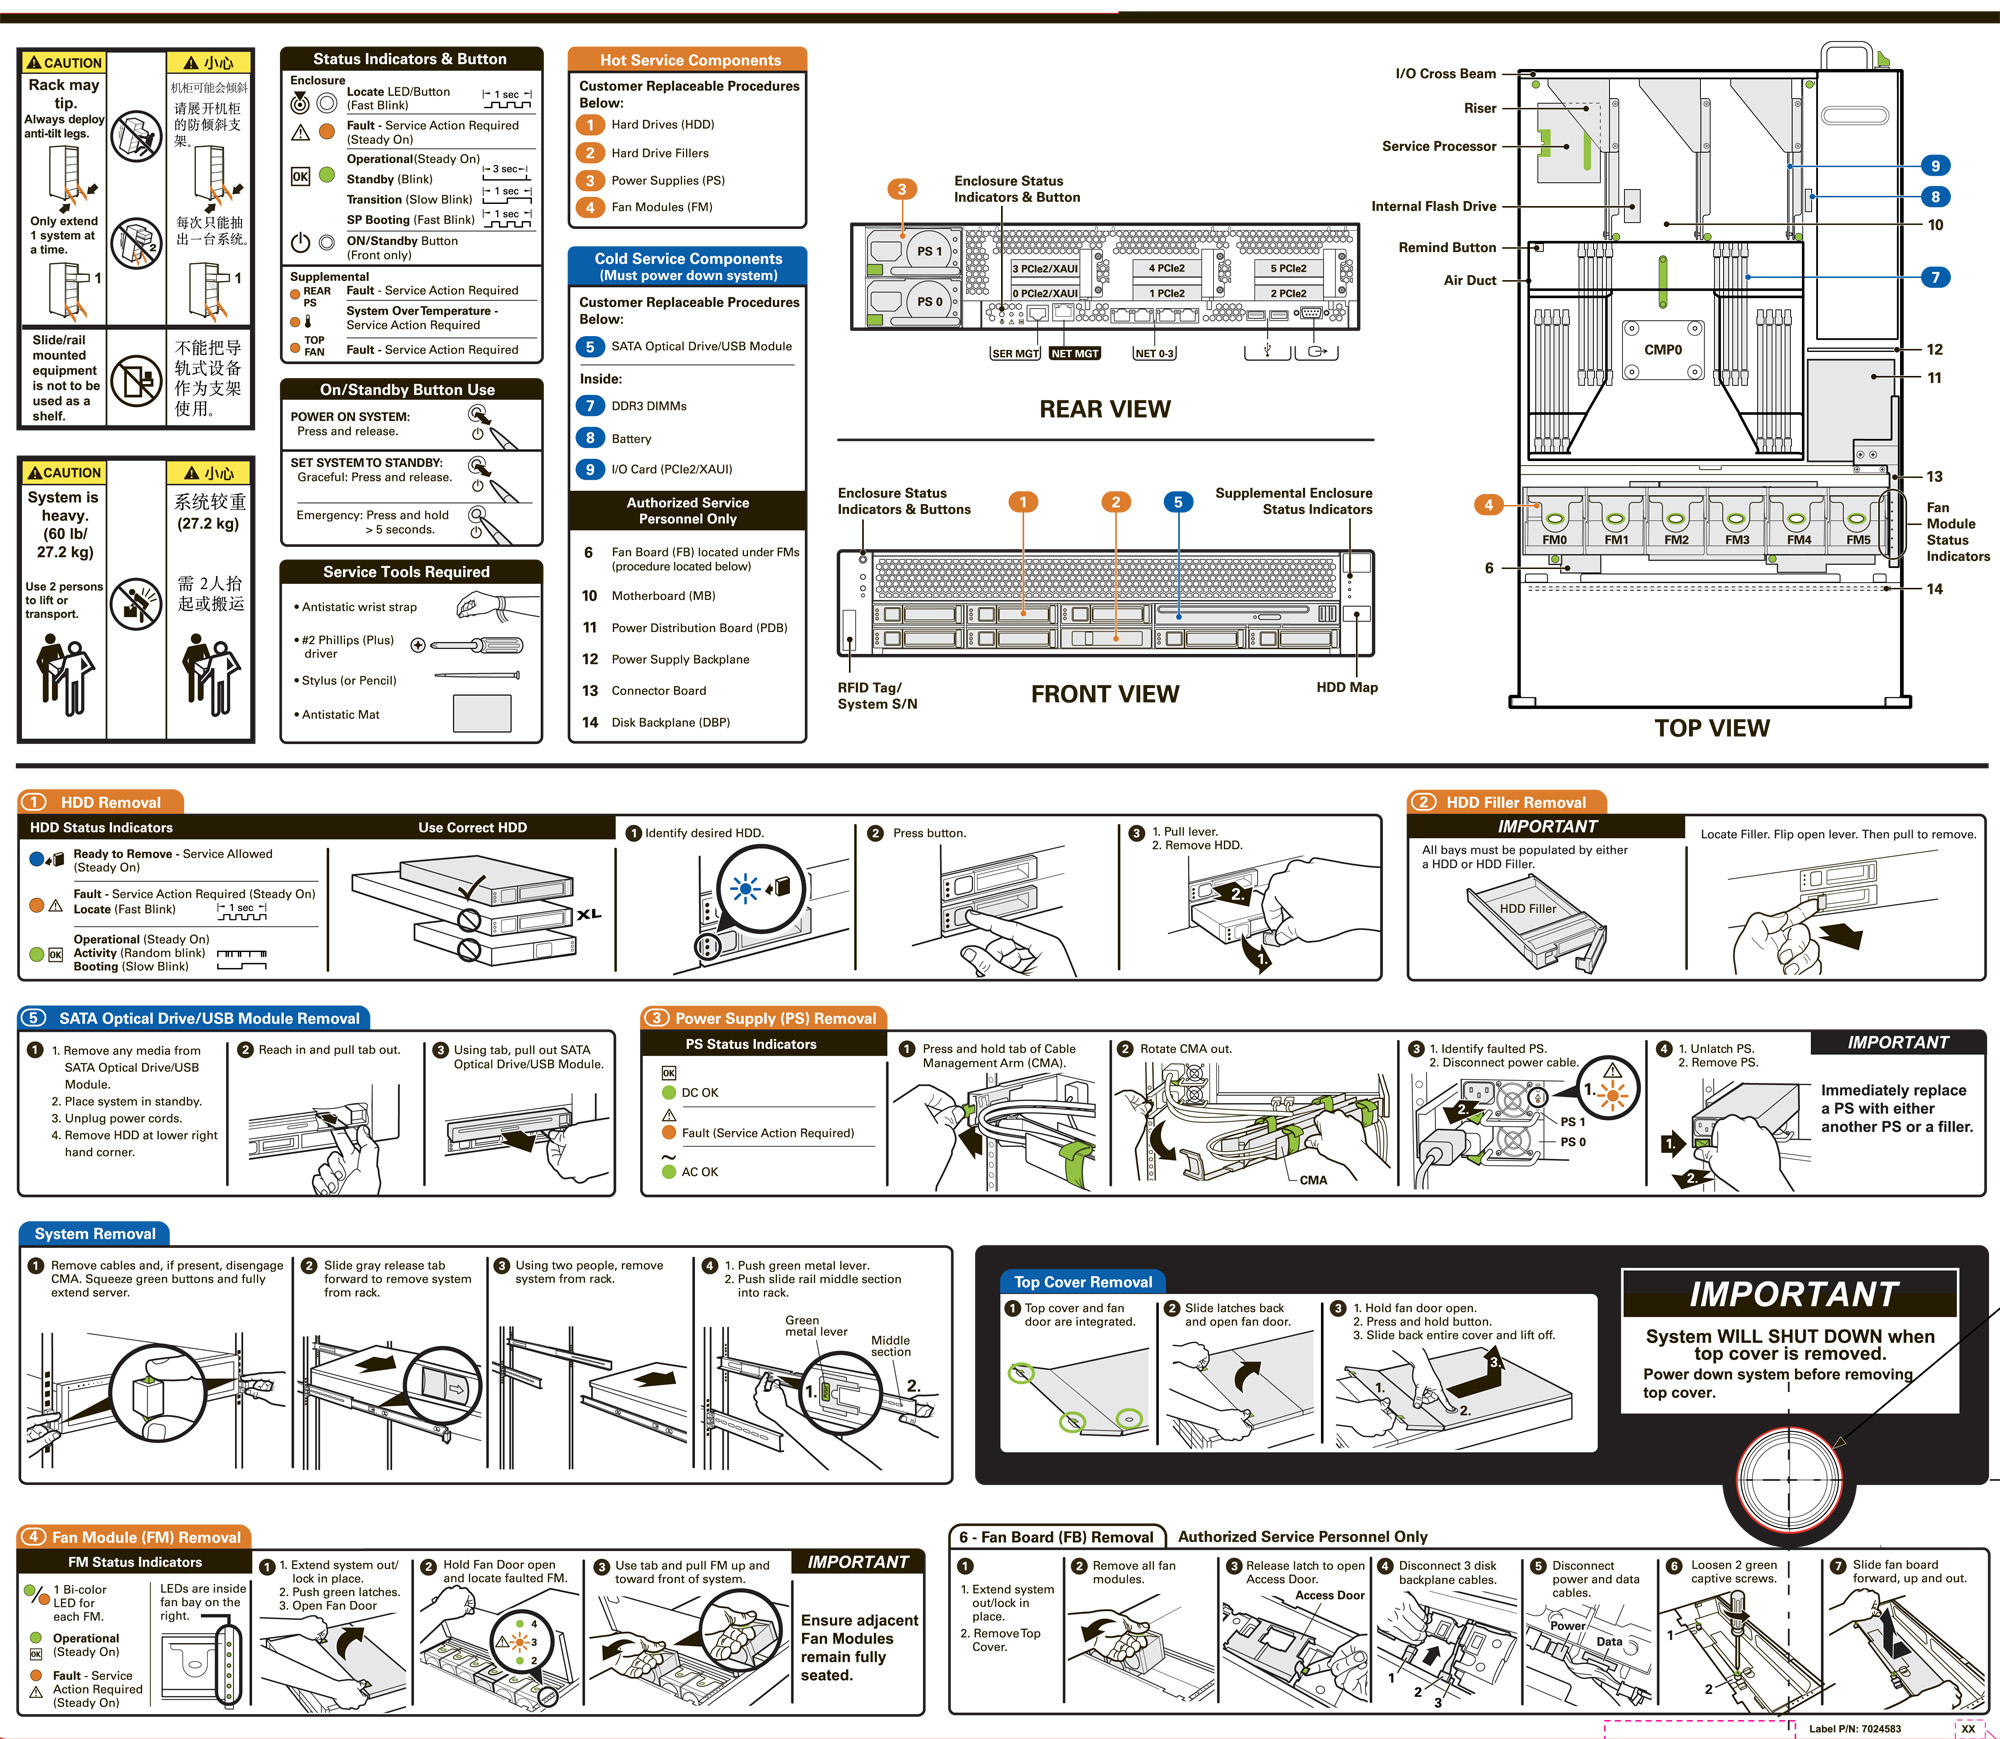 CAUTION
Rack may
tip.
Always deploy
anti-tilt legs.
Only extend
1 system at
a time.
1
2
Slide/rail
mounted
equipment
is not to be
used as a
shelf.
小心
机柜可能会倾斜
请展开机柜
的防倾斜支
架。
每次只能抽
出一台系统。
1
不能把导
轨式设备
作为支架
使用。
CAUTION
System is
heavy.
(60 lb/
27.2 kg)
Use 2 persons
to lift or
transport.
小心
系统较重
(27.2 kg)
需 2人抬
起或搬运
Status Indicators & Button
Enclosure
Locate LED/Button
(Fast Blink)
1 sec
Fault - Service Action Required
(Steady On)
OK
Operational(Steady On)
Standby (Blink)
3 sec
Transition (Slow Blink)
1 sec
SP Booting (Fast Blink)
1 sec
ON/Standby Button
(Front only)
Supplemental
REAR
PS
Fault - Service Action Required
System Over Temperature -
Service Action Required
TOP
FAN
Fault - Service Action Required
On/Standby Button Use
POWER ON SYSTEM:
Press and release.
SET SYSTEM TO STANDBY:
Graceful: Press and release.
Emergency: Press and hold
> 5 seconds.
Service Tools Required
• Antistatic wrist strap
• #2 Phillips (Plus)
driver
• Stylus (or Pencil)
• Antistatic Mat
Hot Service Components
Customer Replaceable Procedures
Below:
1 Hard Drives (HDD)
2 Hard Drive Fillers
3 Power Supplies (PS)
4 Fan Modules (FM)
Cold Service Components
(Must power down system)
Customer Replaceable Procedures
Below:
5 SATA Optical Drive/USB Module
Inside:
7 DDR3 DIMMs
8 Battery
9 I/O Card (PCIe2/XAUI)
Authorized Service
Personnel Only
6 Fan Board (FB) located under FMs
(procedure located below)
10 Motherboard (MB)
11 Power Distribution Board (PDB)
12 Power Supply Backplane
13 Connector Board
14 Disk Backplane (DBP)
3
Enclosure Status
Indicators & Button
PS 1
PS 0
3 PCIe2/XAUI
4 PCIe2
5 PCIe2
0 PCIe2/XAUI
1 PCIe2
2 PCIe2
SER MGT
NET MGT
NET 0-3
REAR VIEW
Enclosure Status
Indicators & Buttons
1
2
5
Supplemental Enclosure
Status Indicators
RFID Tag/
System S/N
FRONT VIEW
HDD Map
I/O Cross Beam
Riser
Service Processor
Internal Flash Drive
Remind Button
Air Duct
CMP0
9
8
10
7
12
11
13
4
FM0
FM1
FM2
FM3
FM4
FM5
Fan
Module
Status
Indicators
6
14
TOP VIEW
1 HDD Removal
HDD Status Indicators
Ready to Remove - Service Allowed
(Steady On)
Fault - Service Action Required (Steady On)
Locate (Fast Blink)
1 sec
OK
Operational (Steady On)
Activity (Random blink)
Booting (Slow Blink)
Use Correct HDD
XL
1 Identify desired HDD.
2 Press button.
3 1. Pull lever.
2. Remove HDD.
2.
1.
2 HDD Filler Removal
IMPORTANT
All bays must be populated by either
a HDD or HDD Filler.
HDD Filler
Locate Filler. Flip open lever. Then pull to remove.
5 SATA Optical Drive/USB Module Removal
1 1. Remove any media from
SATA Optical Drive/USB
Module.
2. Place system in standby.
3. Unplug power cords.
4. Remove HDD at lower right
hand corner.
2 Reach in and pull tab out.
3 Using tab, pull out SATA
Optical Drive/USB Module.
3 Power Supply (PS) Removal
PS Status Indicators
OK
DC OK
Fault (Service Action Required)
~
AC OK
1 Press and hold tab of Cable
Management Arm (CMA).
2 Rotate CMA out.
CMA
3 1. Identify faulted PS.
2. Disconnect power cable.
1.
2.
PS 1
PS 0
4 1. Unlatch PS.
2. Remove PS.
1.
2.
IMPORTANT
Immediately replace
a PS with either
another PS or a filler.
System Removal
1 Remove cables and, if present, disengage
CMA. Squeeze green buttons and fully
extend server.
2 Slide gray release tab
forward to remove system
from rack.
3 Using two people, remove
system from rack.
4 1. Push green metal lever.
2. Push slide rail middle section
into rack.
Green
metal lever
Middle
section
1.
2.
Top Cover Removal
1 Top cover and fan
door are integrated.
2 Slide latches back
and open fan door.
3 1. Hold fan door open.
2. Press and hold button.
3. Slide back entire cover and lift off.
3.
1.
2.
IMPORTANT
System WILL SHUT DOWN when
top cover is removed.
Power down system before removing
top cover.
4 Fan Module (FM) Removal
FM Status Indicators
1 Bi-color
LED for
each FM.
Operational
OK (Steady On)
Fault - Service
Action Required
(Steady On)
LEDs are inside
fan bay on the
right.
1 1. Extend system out/
lock in place.
2. Push green latches.
3. Open Fan Door
2 Hold Fan Door open
and locate faulted FM.
4
3
2
3 Use tab and pull FM up and
toward front of system.
IMPORTANT
Ensure adjacent
Fan Modules
remain fully
seated.
6 - Fan Board (FB) Removal
Authorized Service Personnel Only
1
1. Extend system
out/lock in
place.
2. Remove Top
Cover.
2 Remove all fan
modules.
3 Release latch to open
Access Door.
Access Door
4 Disconnect 3 disk
backplane cables.
1
2
3
5 Disconnect
power and data
cables.
Power
Data
6 Loosen 2 green
captive screws.
1
2
7 Slide fan board
forward, up and out.
Label P/N: 7024583
XX